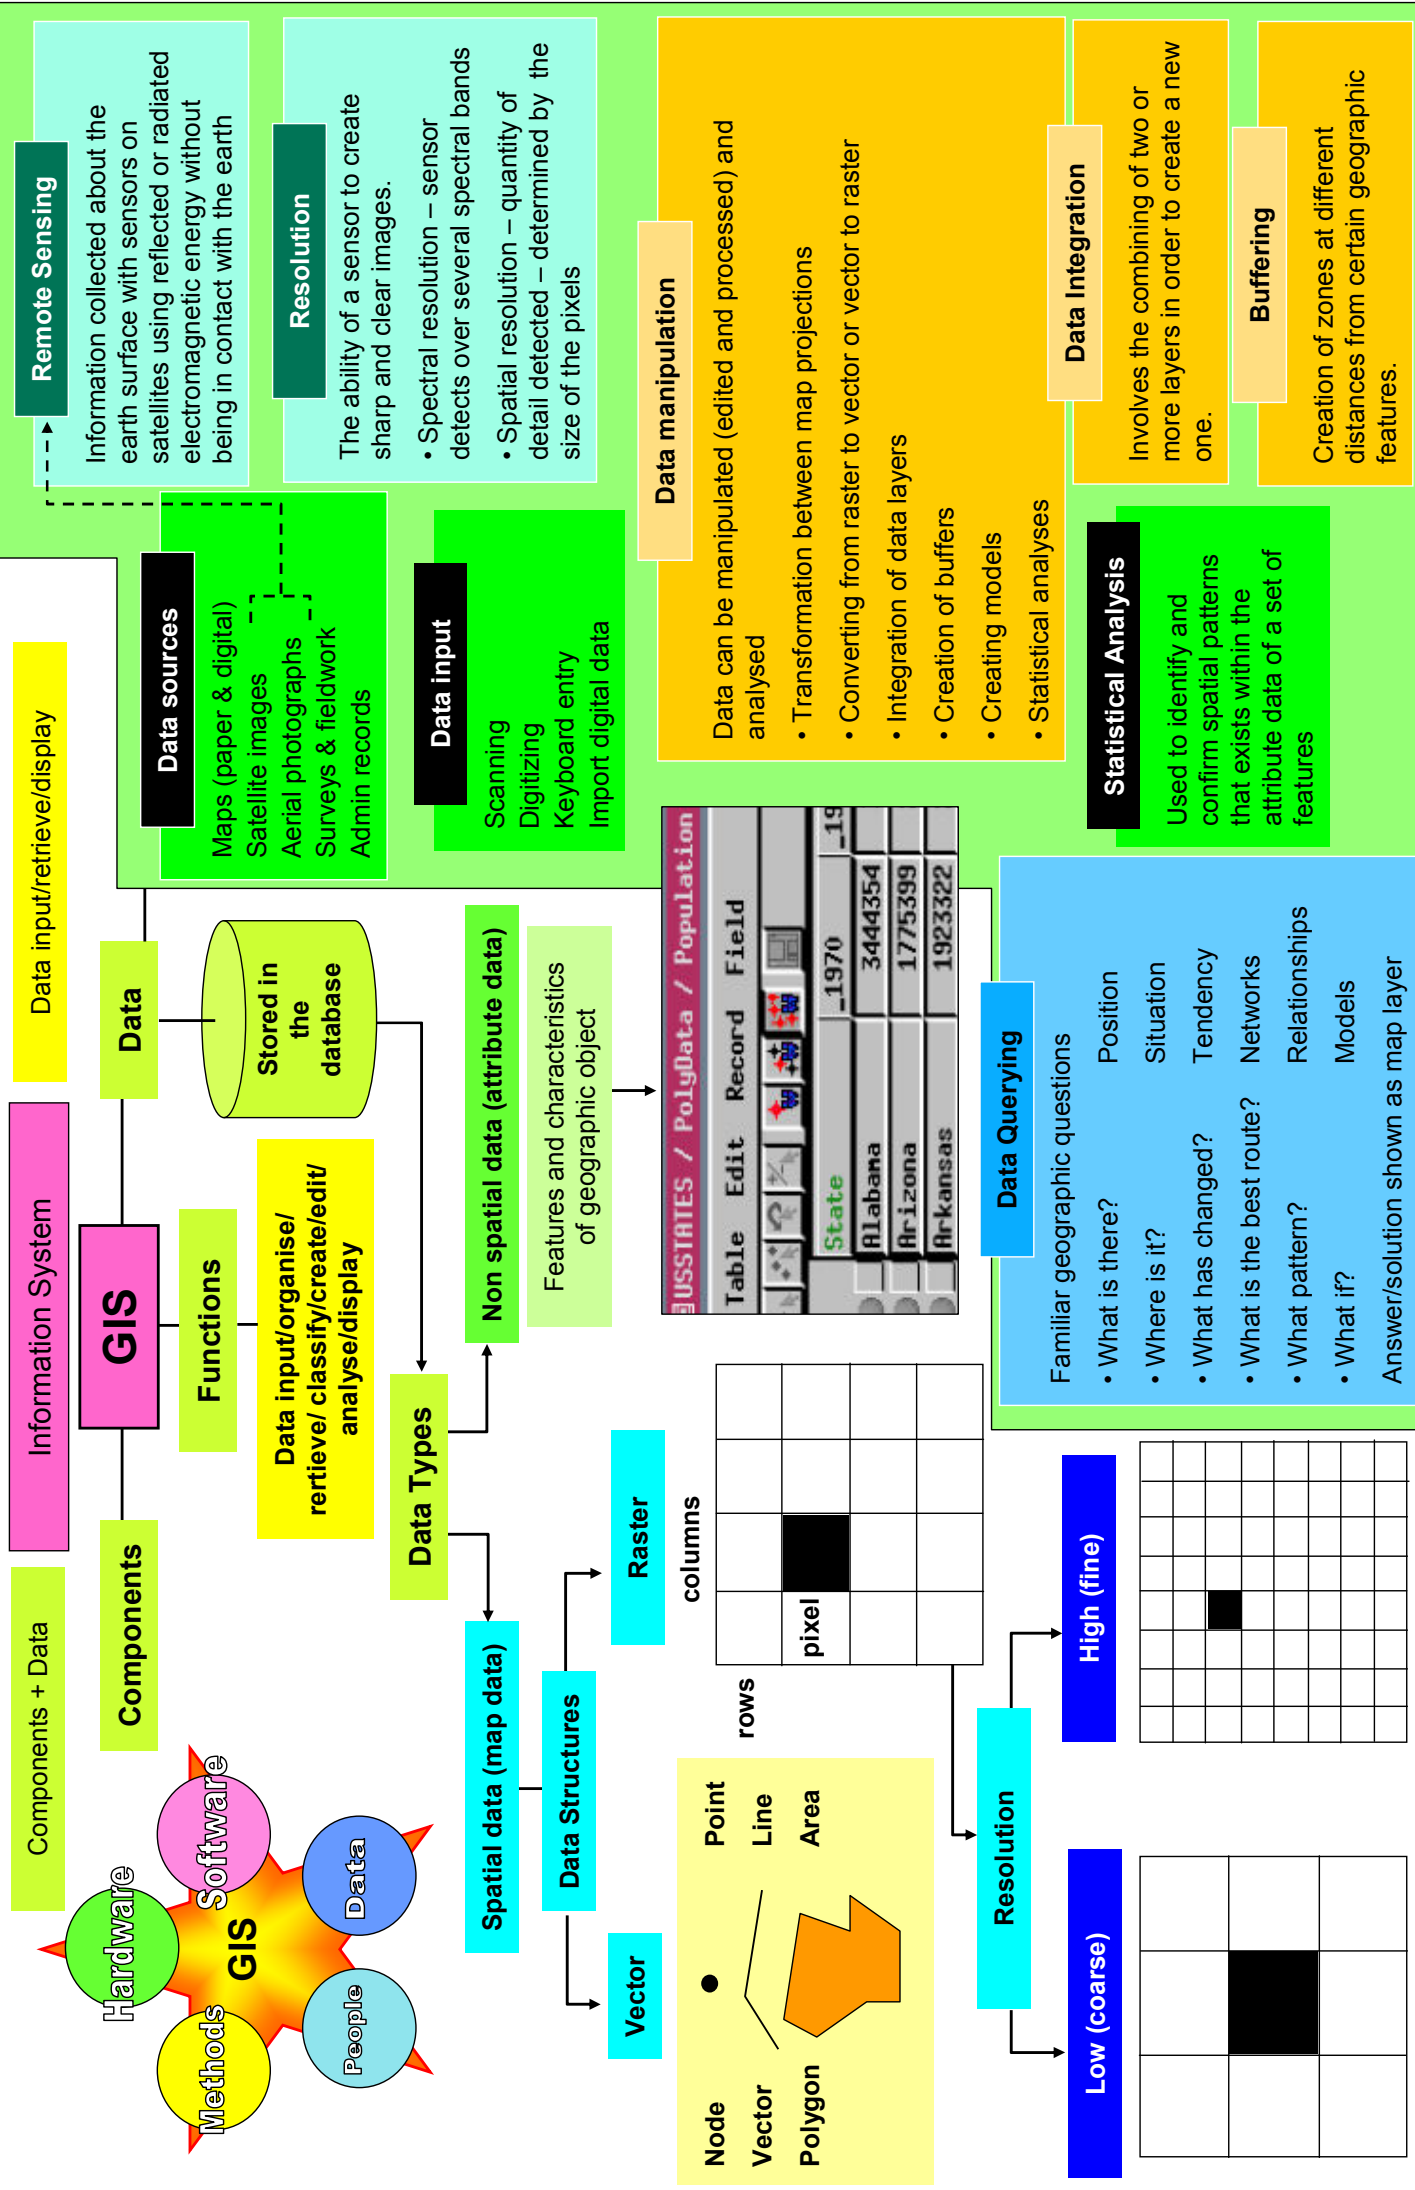 Components + Data
Information System
Data input/retrieve/display
GIS
Components
Functions
Data
Hardware
Software
Methods
GIS
People
Data
Data input/organise/
rertieve/ classify/create/edit/
analyse/display
Stored in
the
database
Data Types
Spatial data (map data)
Non spatial data (attribute data)
Features and characteristics
of geographic object
Data Structures
Vector
Raster
Node
Point
Vector
Line
Polygon
Area
columns
rows
pixel
Resolution
Low (coarse)
High (fine)
USSTATES / PolyData / Population
Table Edit Record Field
State _1970 _19
Alabama 3444354
Arizona 1775399
Arkansas 1923322
Data sources
Maps (paper & digital)
Satellite images
Aerial photographs
Surveys & fieldwork
Admin records
Data input
Scanning
Digitizing
Keyboard entry
Import digital data
Remote Sensing
Information collected about the
earth surface with sensors on
satellites using reflected or radiated
electromagnetic energy without
being in contact with the earth
Resolution
The ability of a sensor to create
sharp and clear images.
• Spectral resolution – sensor
detects over several spectral bands
• Spatial resolution – quantity of
detail detected – determined by the
size of the pixels
Data manipulation
Data can be manipulated (edited and processed) and
analysed
• Transformation between map projections
• Converting from raster to vector or vector to raster
• Integration of data layers
• Creation of buffers
• Creating models
• Statistical analyses
Data Querying
Familiar geographic questions
• What is there? Position
• Where is it? Situation
• What has changed? Tendency
• What is the best route? Networks
• What pattern? Relationships
• What if? Models
Answer/solution shown as map layer
Statistical Analysis
Used to identify and
confirm spatial patterns
that exists within the
attribute data of a set of
features
Data Integration
Involves the combining of two or
more layers in order to create a new
one.
Buffering
Creation of zones at different
distances from certain geographic
features.